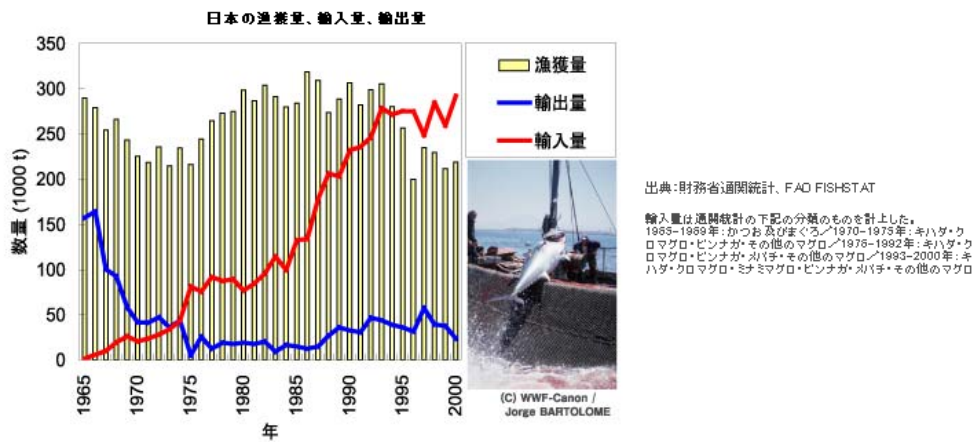 日本の漁獲量、輸入量、輸出量
350
300
250
200
150
100
50
0
数量 (1000 t)
1965
1970
1975
1980
1985
1990
1995
2000
年
漁獲量
輸出量
輸入量
(C) WWF-Canon /
Jorge BARTOLOME
出典:財務省通関統計、FAO FISHSTAT
輸入量は通関統計の下記の分類のものを計上した。
1965-1969年:かつお及びまぐろ/1970-1975年:キハダ・ク
ロマグロ・ビンナガ・その他のマグロ/1976-1992年:キハダ・ク
ロマグロ・ビンナガ・メバチ・その他のマグロ/1993-2000年:キ
ハダ・クロマグロ・ミナミマグロ・ビンナガ・メバチ・その他のマグロ